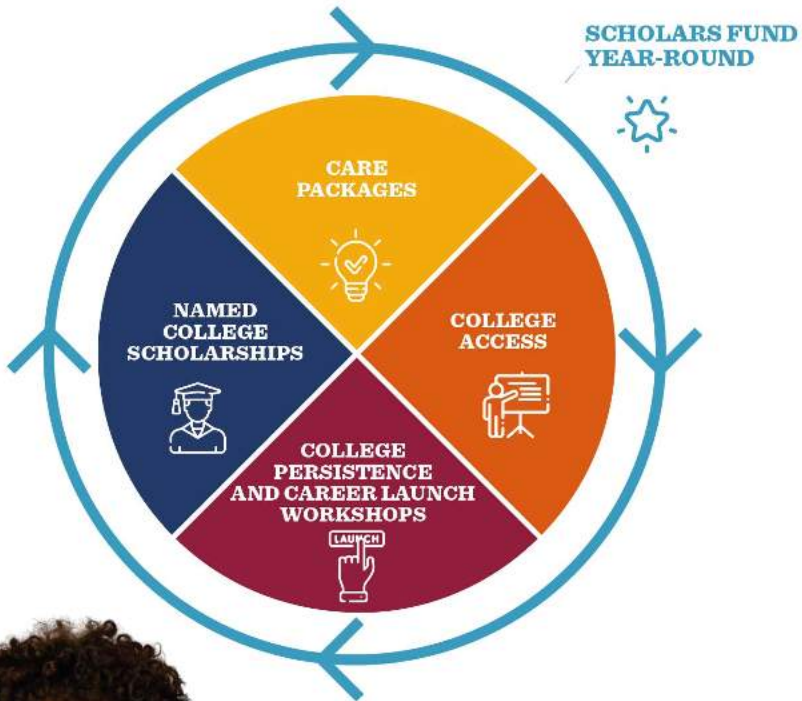 SCHOLARS FUND
YEAR-ROUND
CARE
PACKAGES
COLLEGE
ACCESS
NAMED
COLLEGE
SCHOLARSHIPS
COLLEGE
PERSISTENCE
AND CAREER LAUNCH
WORKSHOPS
LAUNCH